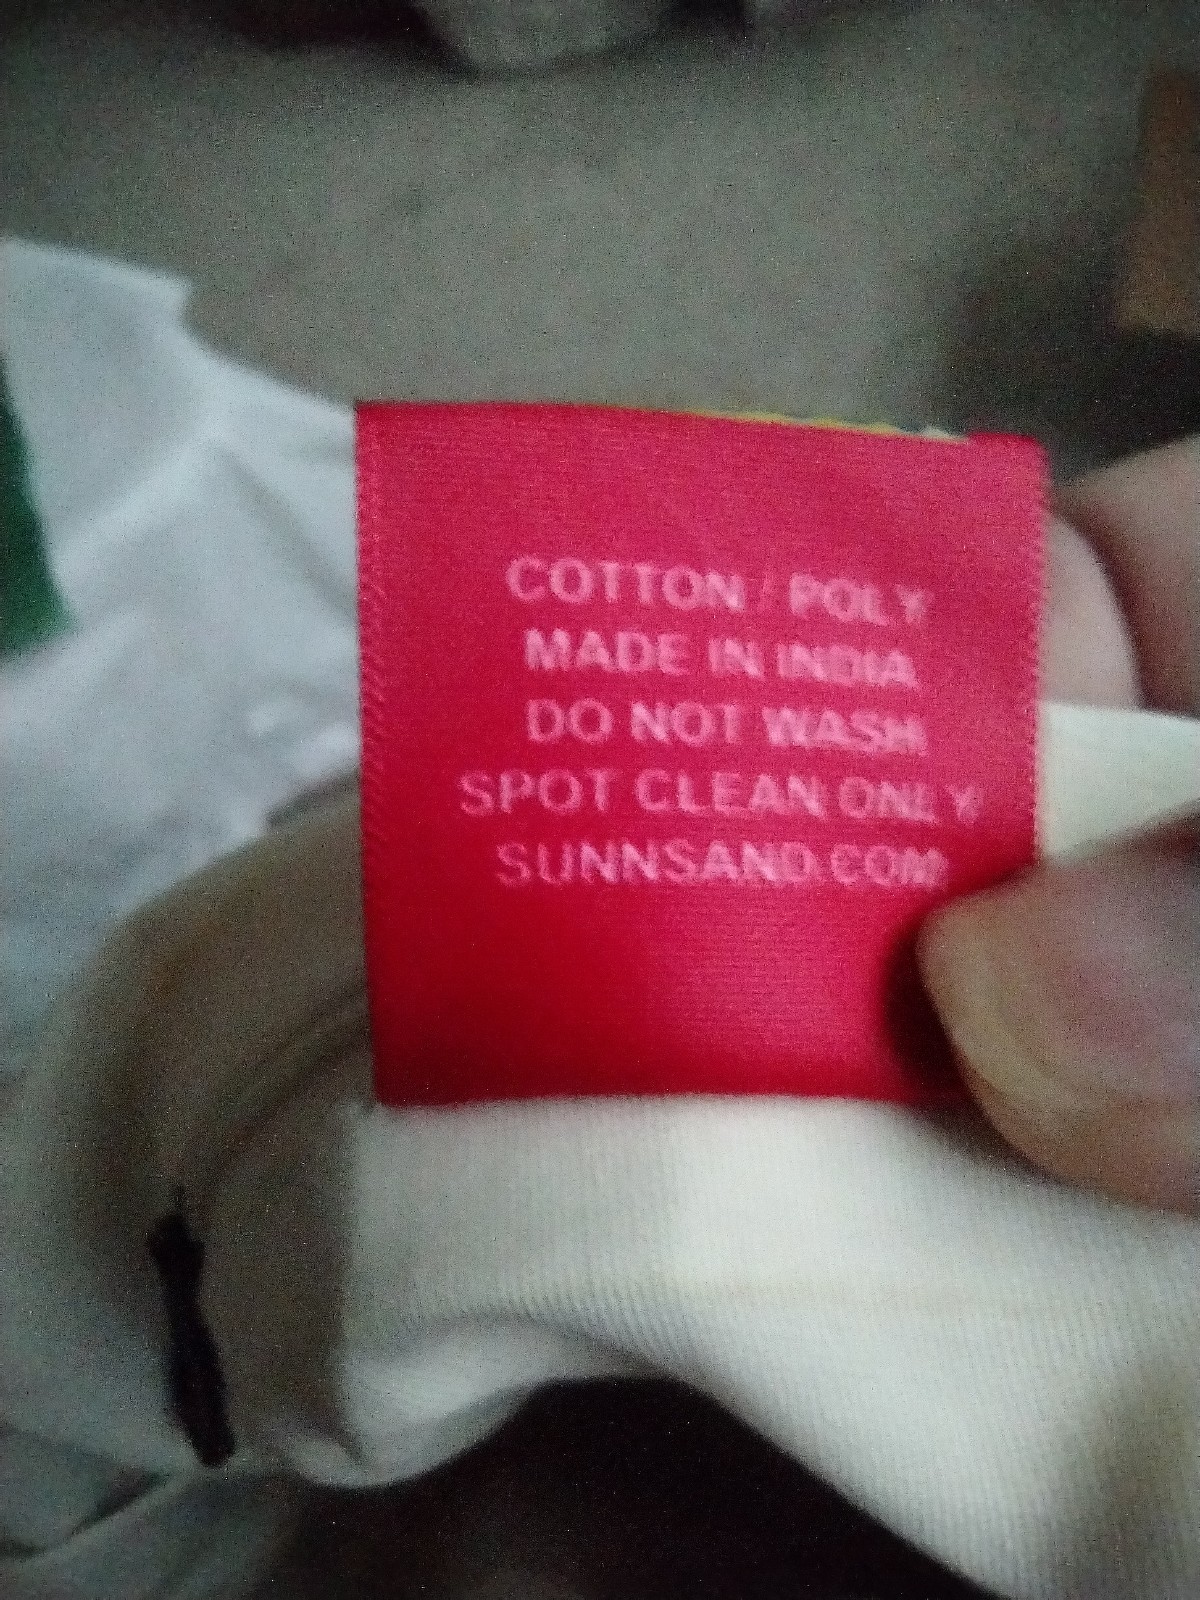 COTTON / POLY
MADE IN INDIA
DO NOT WASH
SPOT CLEAN ONLY
SUNNSAND.COM